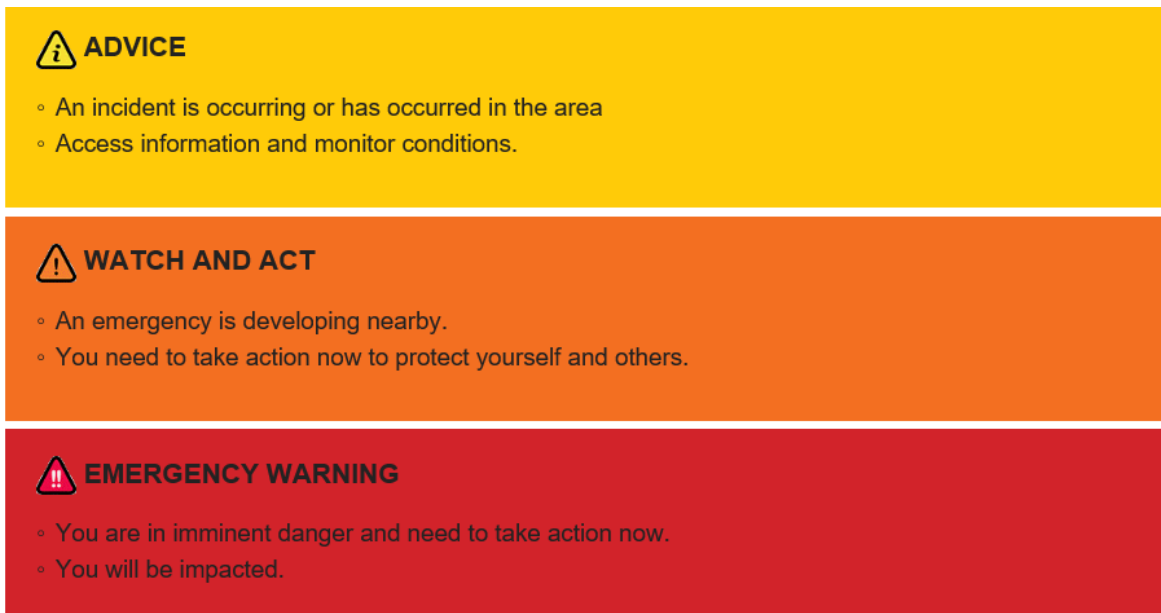 ADVICE
◦ An incident is occurring or has occurred in the area
◦ Access information and monitor conditions.
WATCH AND ACT
◦ An emergency is developing nearby.
◦ You need to take action now to protect yourself and others.
EMERGENCY WARNING
◦ You are in imminent danger and need to take action now.
◦ You will be impacted.